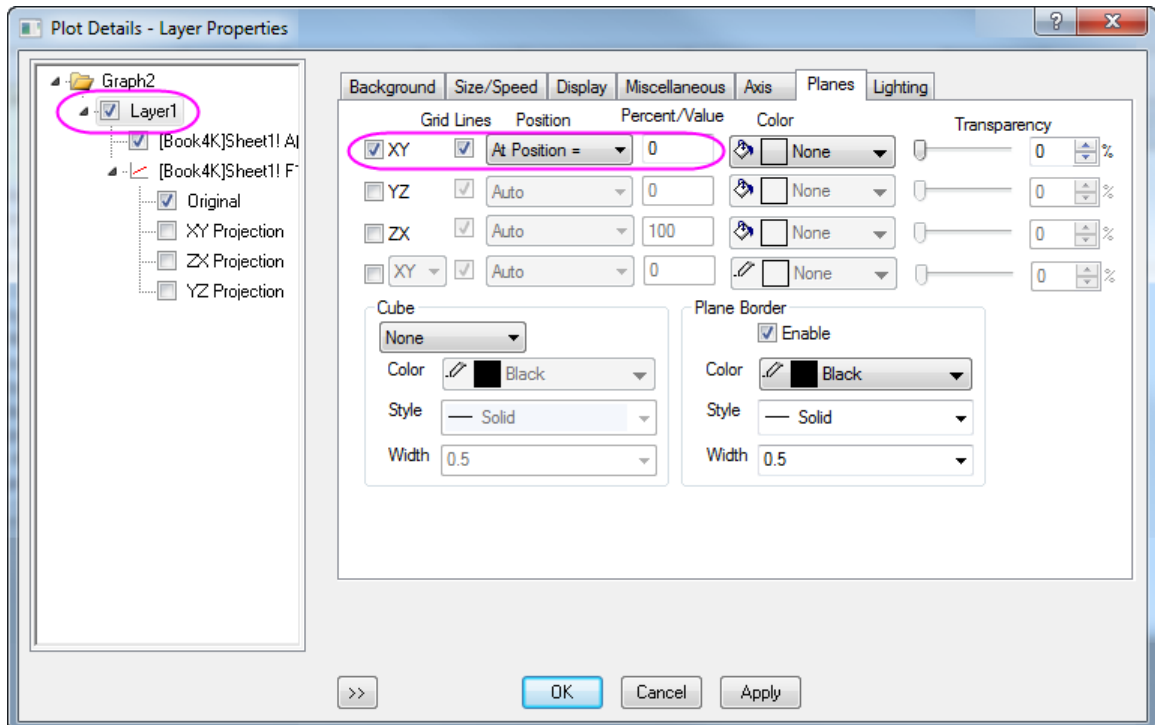 Plot Details - Layer Properties
Graph2
Layer1
[Book4K]Sheet1! A
[Book4K]Sheet1! F
Original
XY Projection
ZX Projection
YZ Projection
Background Size/Speed Display Miscellaneous Axis Planes Lighting
Grid Lines Position Percent/Value Color Transparency
XY At Position = 0 None 0 %
YZ Auto 0 None 0 %
ZX Auto 100 None 0 %
XY Auto 0 None 0 %
Cube
None
Color Black
Style Solid
Width 0.5
Plane Border
Enable
Color Black
Style Solid
Width 0.5
>> OK Cancel Apply